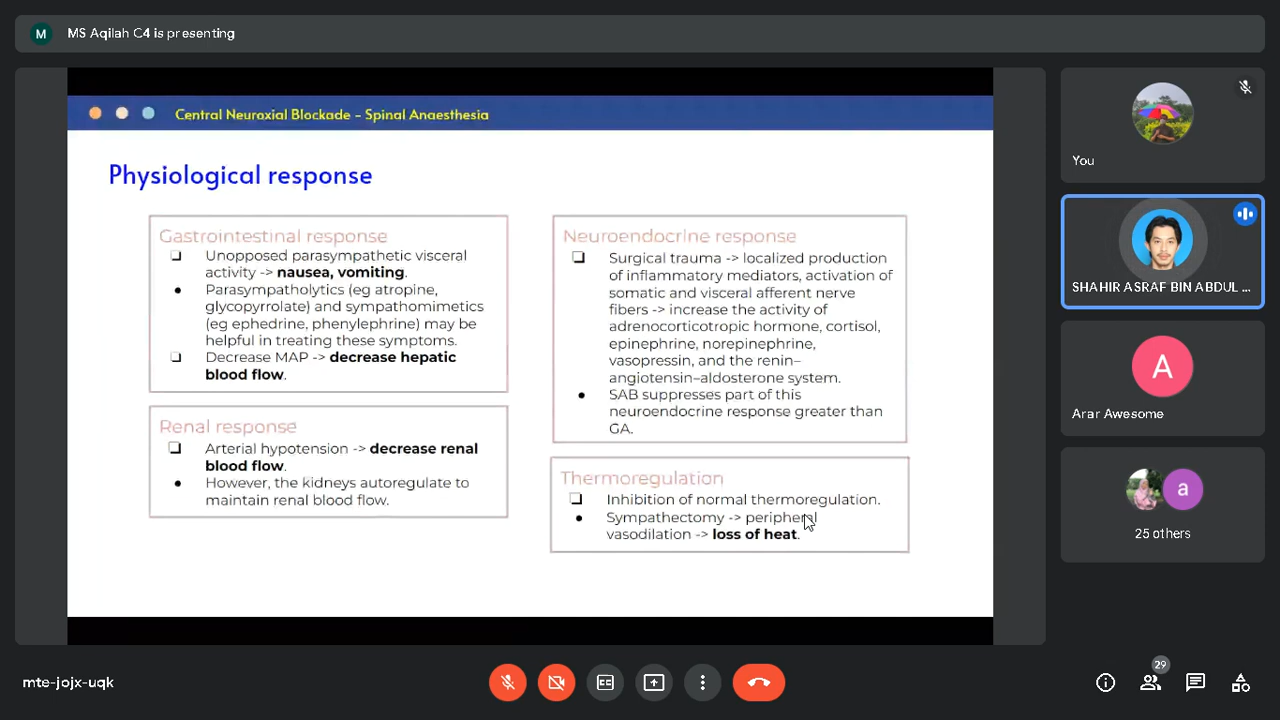 M
MS Aqilah C4 is presenting
Central Neuroxial Blockade – Spinal Anaesthesia
Physiological response
Gastrointestinal response
Unopposed parasympathetic visceral
activity -> nausea, vomiting.
Parasympatholytics (eg atropine,
glycopyrrolate) and sympathomimetics
(eg ephedrine, phenylephrine) may be
helpful in treating these symptoms.
Decrease MAP -> decrease hepatic
blood flow.
Renal response
Arterial hypotension -> decrease renal
blood flow.
However, the kidneys autoregulate to
maintain renal blood flow.
Neuroendocrine response
Surgical trauma -> localized production
of inflammatory mediators, activation of
somatic and visceral afferent nerve
fibers -> increase the activity of
adrenocorticotropic hormone, cortisol,
epinephrine, norepinephrine,
vasopressin, and the renin–
angiotensin–aldosterone system.
SAB suppresses part of this
neuroendocrine response greater than
GA.
Thermoregulation
Inhibition of normal thermoregulation.
Sympathectomy -> peripheral
vasodilation -> loss of heat.
You
SHAHIR ASRAF BIN ABDUL ...
A
Arar Awesome
a
25 others
mte-jojx-uqk
29